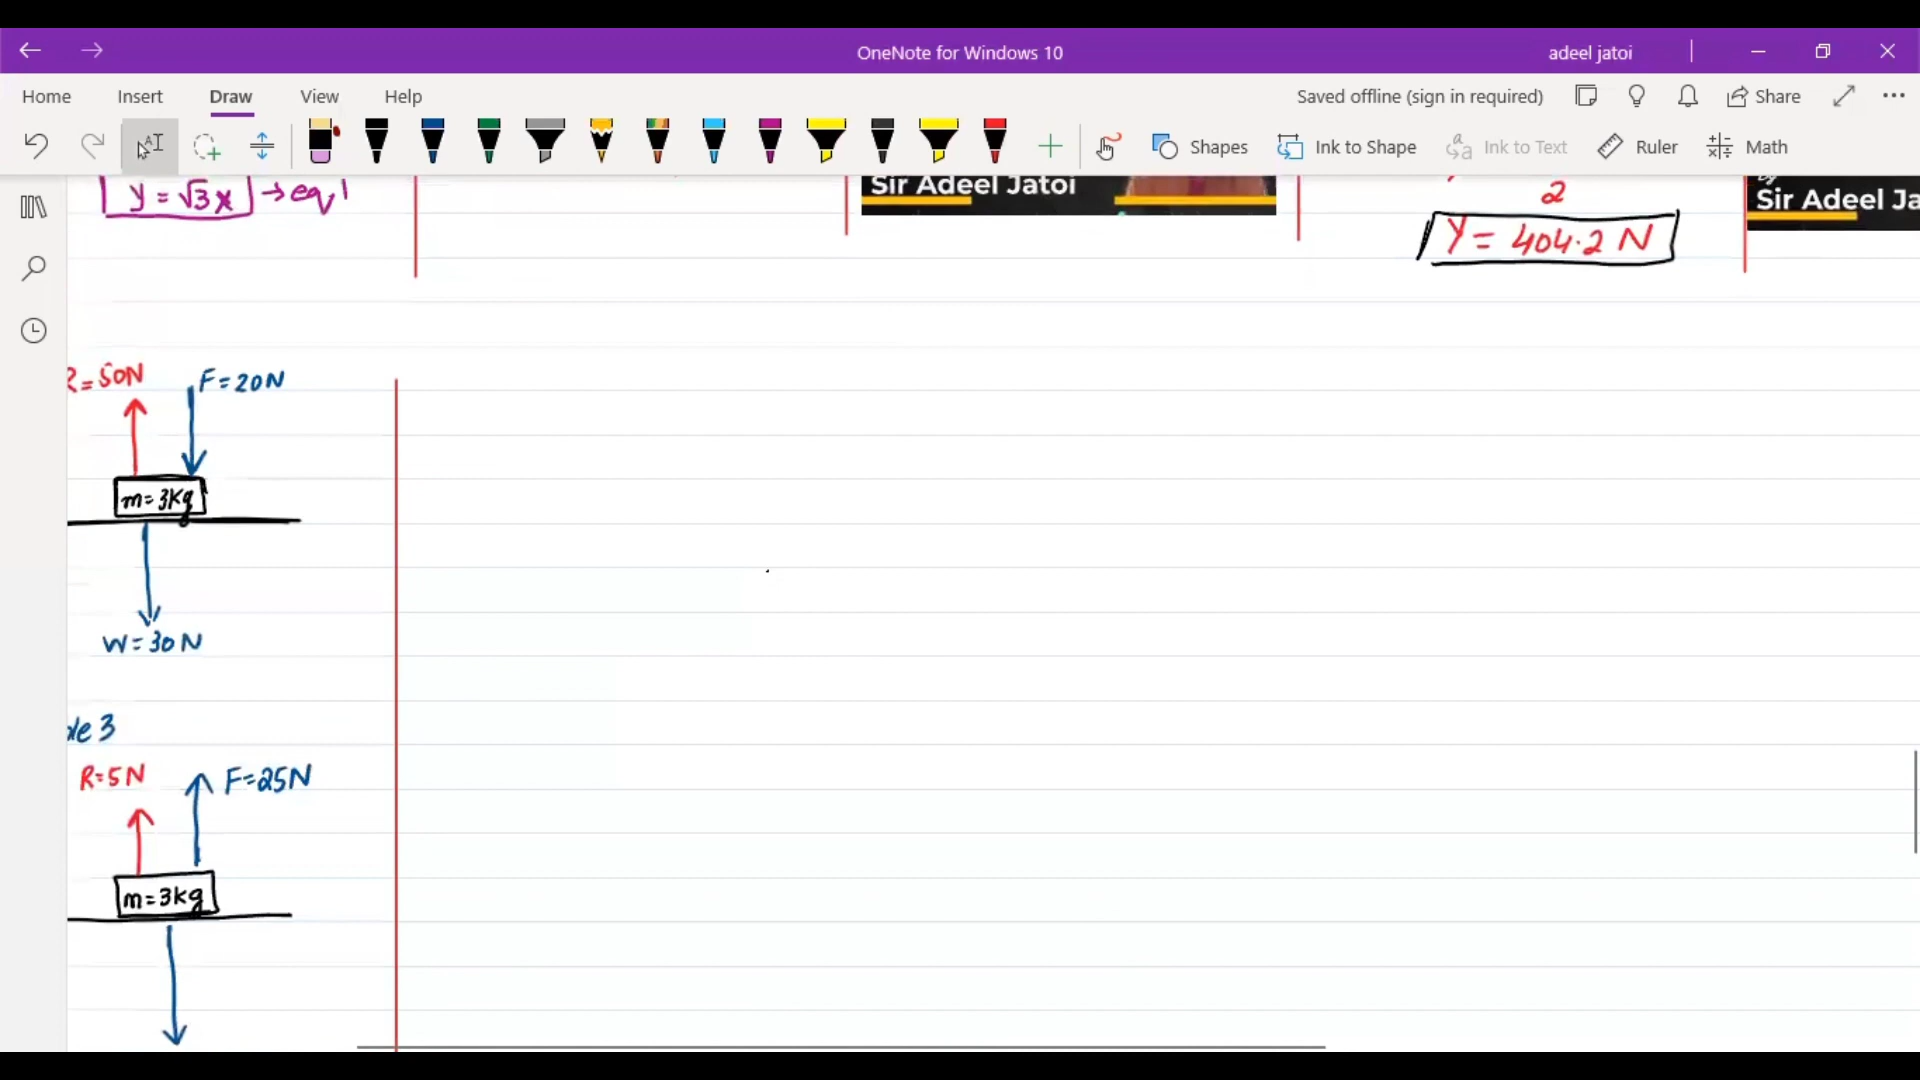 OneNote for Windows 10
adeel jatoi
Home Insert Draw View Help
Saved offline (sign in required)
Share
Shapes
Ink to Shape
Ink to Text
Ruler
Math
y = √3x → eq 1
Sir Adeel Jatoi
2
Y = 404.2 N
By
Sir Adeel Ja
R = 50N
F = 20N
m = 3Kg
W = 30N
ple 3
R = 5N
F = 25N
m = 3kg